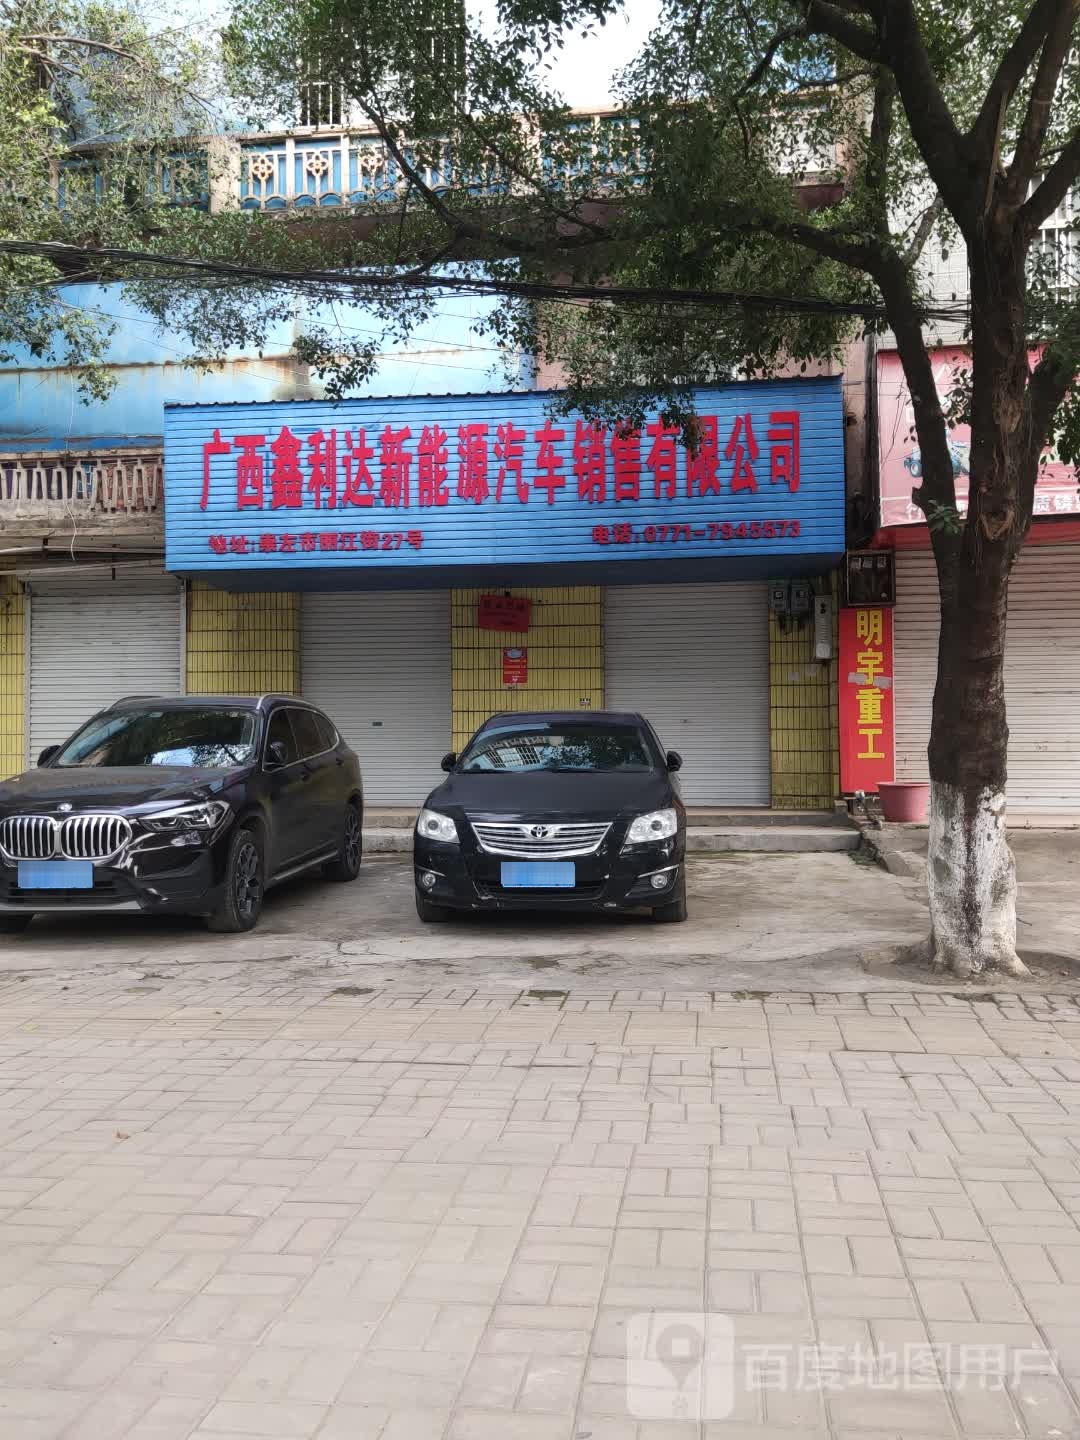 广西鑫利达新能源汽车销售有限公司
地址:崇左市丽江街27号
电话:0771-7945573
明宇重工
百度地图用户